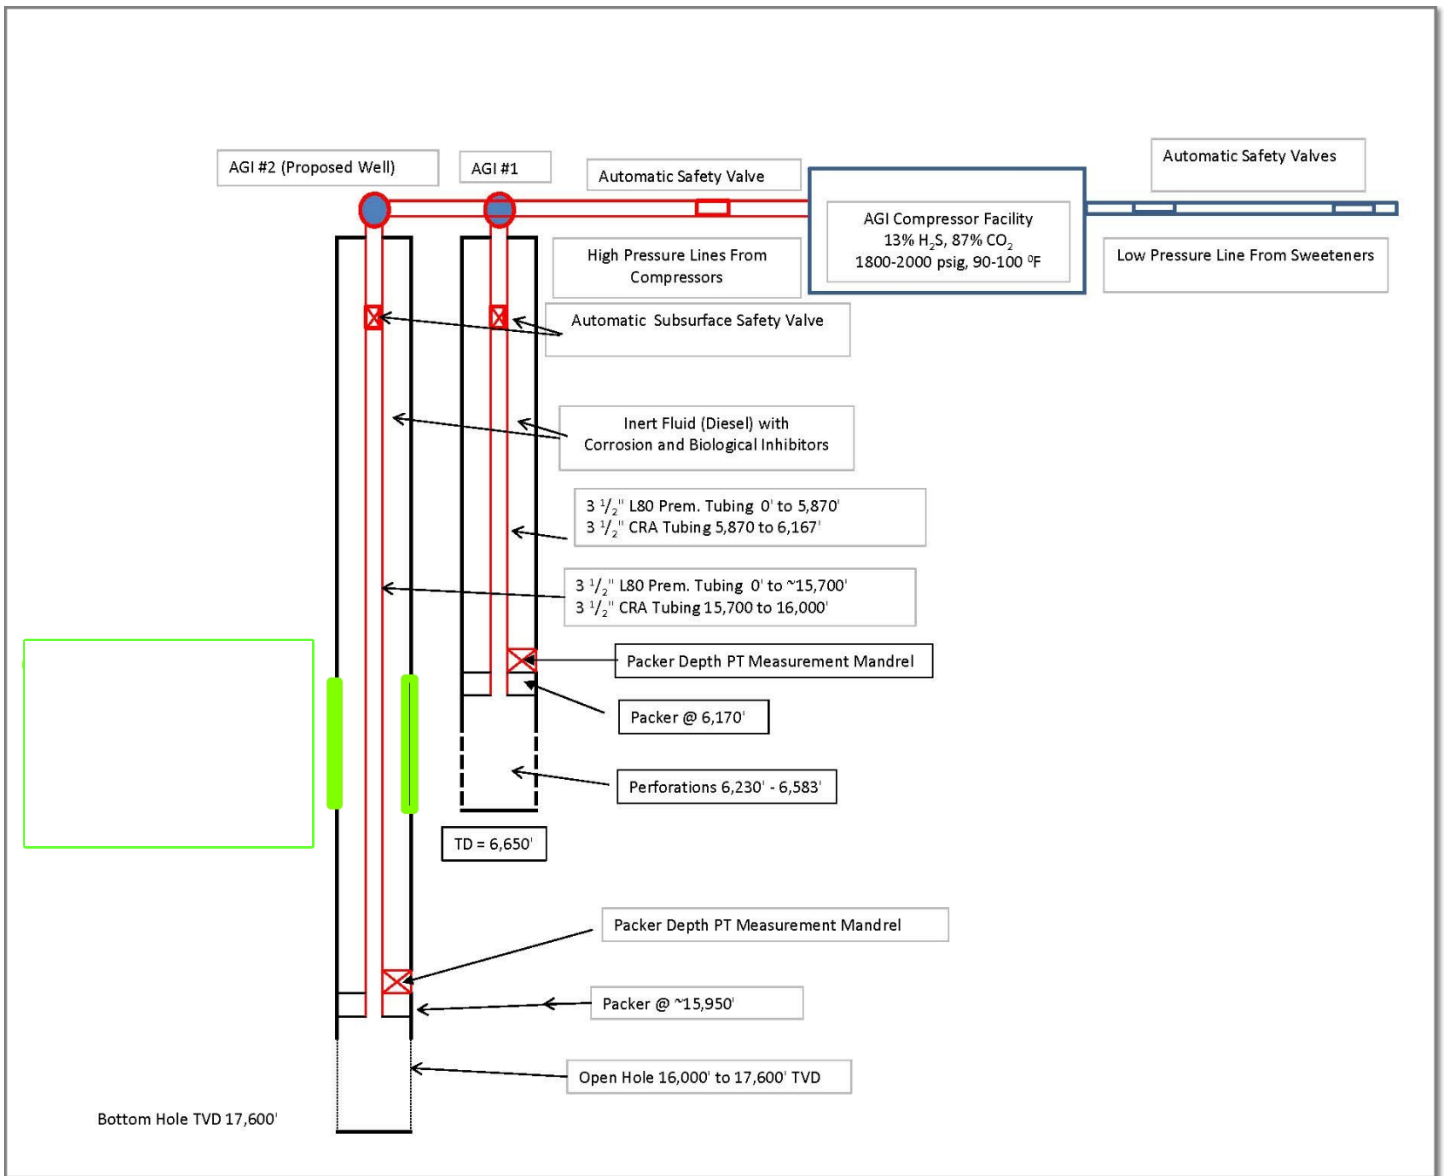 AGI #2 (Proposed Well)
AGI #1
Automatic Safety Valve
Automatic Safety Valves
AGI Compressor Facility
13% H₂S, 87% CO₂
1800-2000 psig, 90-100 ⁰F
High Pressure Lines From
Compressors
Low Pressure Line From Sweeteners
Automatic Subsurface Safety Valve
Inert Fluid (Diesel) with
Corrosion and Biological Inhibitors
3 ¹/₂" L80 Prem. Tubing 0' to 5,870'
3 ¹/₂" CRA Tubing 5,870 to 6,167'
3 ¹/₂" L80 Prem. Tubing 0' to ~15,700'
3 ¹/₂" CRA Tubing 15,700 to 16,000'
Packer Depth PT Measurement Mandrel
Packer @ 6,170'
Perforations 6,230' - 6,583'
TD = 6,650'
Packer Depth PT Measurement Mandrel
Packer @ ~15,950'
Open Hole 16,000' to 17,600' TVD
Bottom Hole TVD 17,600'